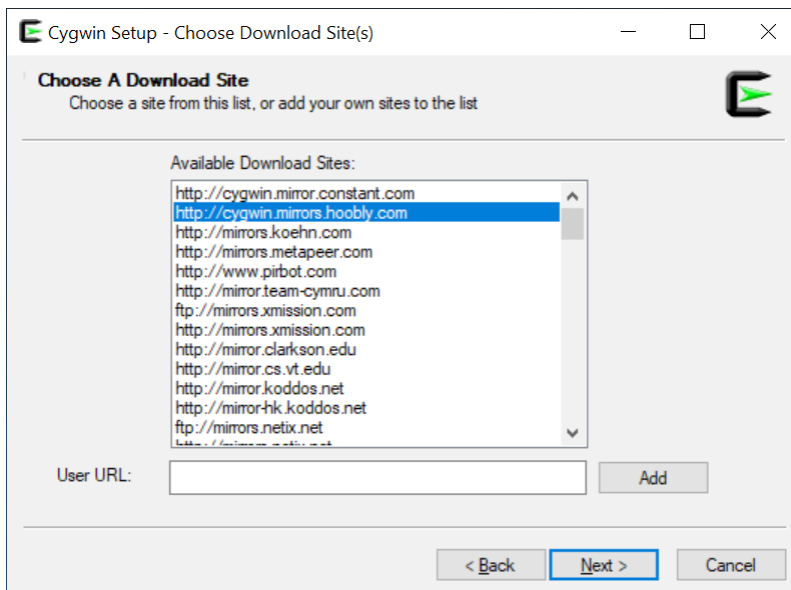 Cygwin Setup - Choose Download Site(s)
Choose A Download Site
Choose a site from this list, or add your own sites to the list
Available Download Sites:
http://cygwin.mirror.constant.com
http://cygwin.mirrors.hoobly.com
http://mirrors.koehn.com
http://mirrors.metapeer.com
http://www.pirbot.com
http://mirror.team-cymru.com
ftp://mirrors.xmission.com
http://mirrors.xmission.com
http://mirror.clarkson.edu
http://mirror.cs.vt.edu
http://mirror.koddos.net
http://mirror-hk.koddos.net
ftp://mirrors.netix.net
http://mirrors.netix.net
User URL:
Add
< Back
Next >
Cancel